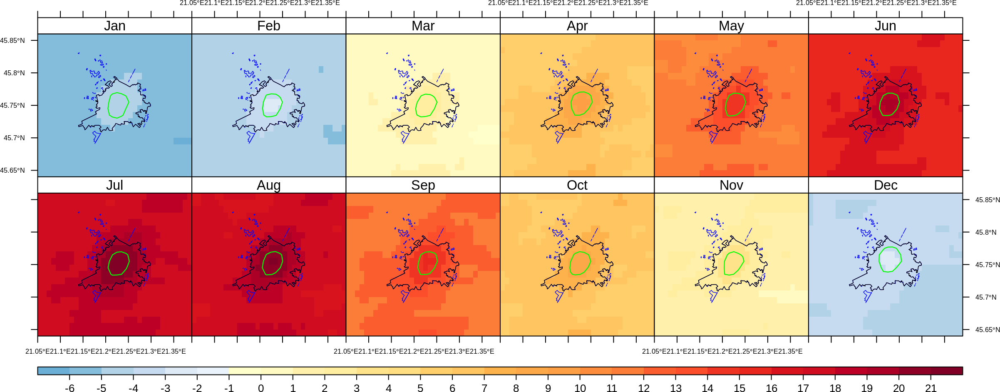 21.05°E21.1°E21.15°E21.2°E21.25°E21.3°E21.35°E 21.05°E21.1°E21.15°E21.2°E21.25°E21.3°E21.35°E 21.05°E21.1°E21.15°E21.2°E21.25°E21.3°E21.35°E
Jan Feb Mar Apr May Jun
45.85°N
45.8°N
45.75°N
45.7°N
45.65°N
Jul Aug Sep Oct Nov Dec
45.85°N
45.8°N
45.75°N
45.7°N
45.65°N
21.05°E21.1°E21.15°E21.2°E21.25°E21.3°E21.35°E 21.05°E21.1°E21.15°E21.2°E21.25°E21.3°E21.35°E 21.05°E21.1°E21.15°E21.2°E21.25°E21.3°E21.35°E
-6 -5 -4 -3 -2 -1 0 1 2 3 4 5 6 7 8 9 10 11 12 13 14 15 16 17 18 19 20 21